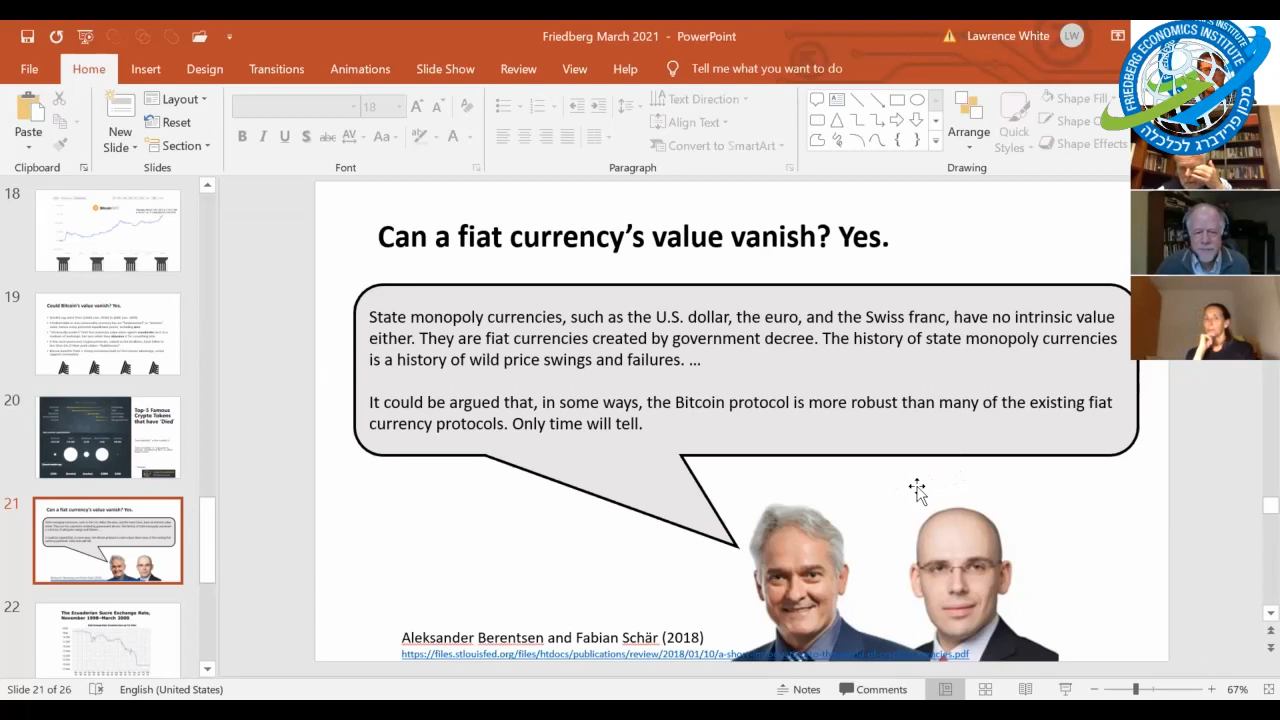 Friedberg March 2021 - PowerPoint
Lawrence White
LW
File
Home
Insert
Design
Transitions
Animations
Slide Show
Review
View
Help
Tell me what you want to do
Paste
New
Slide
Layout
Reset
Section
18
B I U S abc AV Aa A
Text Direction
Align Text
Convert to SmartArt
Arrange
Quick
Styles
Shape Fill
Shape Effects
Clipboard
Slides
Font
Paragraph
Drawing
FRIEDBERG ECONOMICS INSTITUTE
מכון פרידברג לכלכלה
18
19
Could Bitcoin's value vanish? Yes.
20
Top-5 Famous
Crypto Tokens
that have 'Died'
21
Can a fiat currency's value vanish? Yes.
22
The Ecuadorian Sucre Exchange Rate,
November 1998–March 2000
Can a fiat currency's value vanish? Yes.
State monopoly currencies, such as the U.S. dollar, the euro, and the Swiss franc, have no intrinsic value
either. They are fiat currencies created by government decree. The history of state monopoly currencies
is a history of wild price swings and failures. ...
It could be argued that, in some ways, the Bitcoin protocol is more robust than many of the existing fiat
currency protocols. Only time will tell.
Aleksander Berentsen and Fabian Schär (2018)
Slide 21 of 26
English (United States)
Notes
Comments
67%